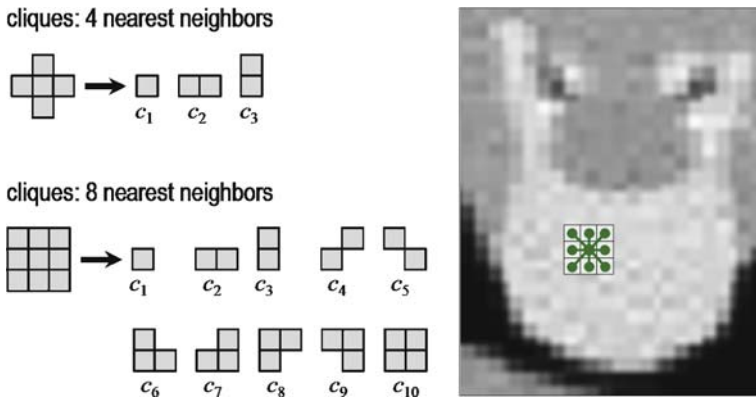 cliques: 4 nearest neighbors
c1 c2 c3
cliques: 8 nearest neighbors
c1 c2 c3 c4 c5
c6 c7 c8 c9 c10